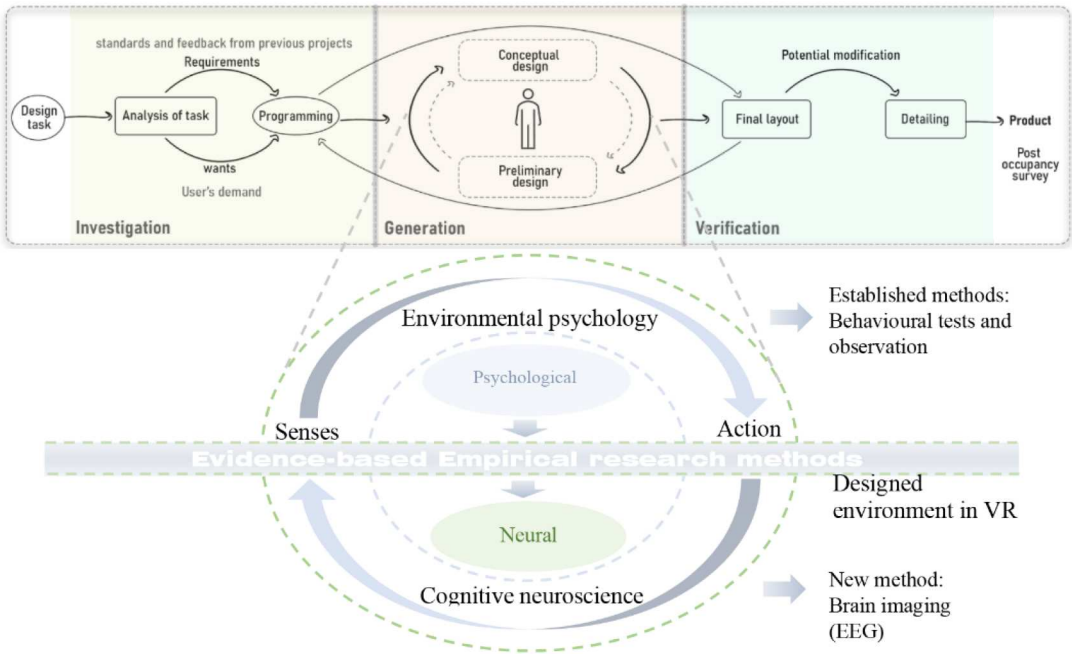 standards and feedback from previous projects
Requirements
Design
task
Analysis of task
Programming
wants
User's demand
Investigation
Conceptual
design
Preliminary
design
Generation
Potential modification
Final layout
Detailing
Product
Post
occupancy
survey
Verification
Environmental psychology
Psychological
Senses
Action
Established methods:
Behavioural tests and
observation
Evidence-based Empirical research methods
Designed
environment in VR
Neural
Cognitive neuroscience
New method:
Brain imaging
(EEG)